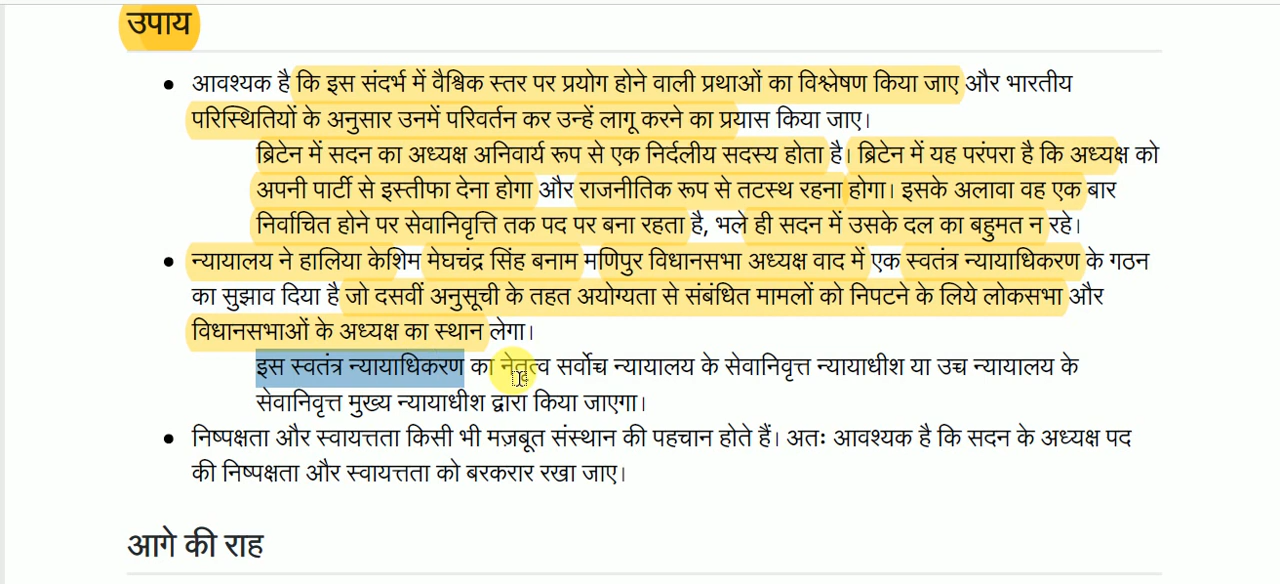 उपाय
आवश्यक है कि इस संदर्भ में वैश्विक स्तर पर प्रयोग होने वाली प्रथाओं का विश्लेषण किया जाए और भारतीय
परिस्थितियों के अनुसार उनमें परिवर्तन कर उन्हें लागू करने का प्रयास किया जाए।
ब्रिटेन में सदन का अध्यक्ष अनिवार्य रूप से एक निर्दलीय सदस्य होता है। ब्रिटेन में यह परंपरा है कि अध्यक्ष को
अपनी पार्टी से इस्तीफा देना होगा और राजनीतिक रूप से तटस्थ रहना होगा। इसके अलावा वह एक बार
निर्वाचित होने पर सेवानिवृत्ति तक पद पर बना रहता है, भले ही सदन में उसके दल का बहुमत न रहे।
न्यायालय ने हालिया केशिम मेघचंद्र सिंह बनाम मणिपुर विधानसभा अध्यक्ष वाद में एक स्वतंत्र न्यायाधिकरण के गठन
का सुझाव दिया है जो दसवीं अनुसूची के तहत अयोग्यता से संबंधित मामलों को निपटने के लिये लोकसभा और
विधानसभाओं के अध्यक्ष का स्थान लेगा।
इस स्वतंत्र न्यायाधिकरण का नेतृत्व सर्वोच्च न्यायालय के सेवानिवृत्त न्यायाधीश या उच्च न्यायालय के
सेवानिवृत्त मुख्य न्यायाधीश द्वारा किया जाएगा।
निष्पक्षता और स्वायत्तता किसी भी मज़बूत संस्थान की पहचान होते हैं। अतः आवश्यक है कि सदन के अध्यक्ष पद
की निष्पक्षता और स्वायत्तता को बरकरार रखा जाए।
आगे की राह